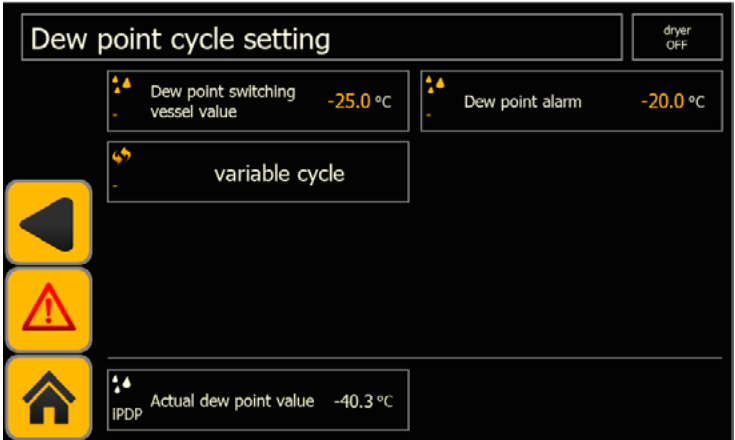 Dew point cycle setting
dryer
OFF
Dew point switching
vessel value
-25.0 °C
-
Dew point alarm
-20.0 °C
-
variable cycle
-
Actual dew point value
-40.3 °C
IPDP